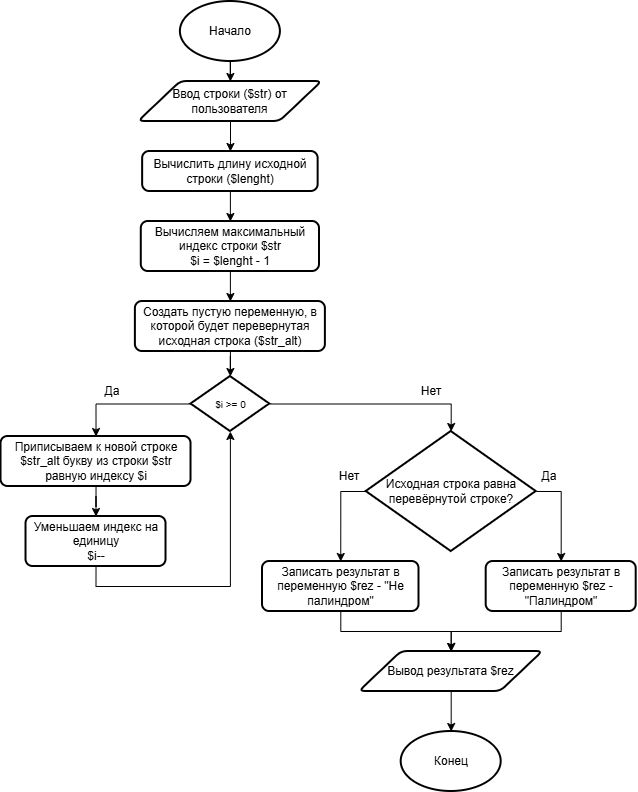 Начало
Ввод строки ($str) от
пользователя
Вычислить длину исходной
строки ($lenght)
Вычисляем максимальный
индекс строки $str
$i = $lenght - 1
Создать пустую переменную, в
которой будет перевернутая
исходная строка ($str_alt)
$i >= 0
Да
Нет
Приписываем к новой строке
$str_alt букву из строки $str
равную индексу $i
Уменьшаем индекс на
единицу
$i--
Исходная строка равна
перевёрнутой строке?
Нет
Да
Записать результат в
переменную $rez - "Не
палиндром"
Записать результат в
переменную $rez -
"Палиндром"
Вывод результата $rez
Конец